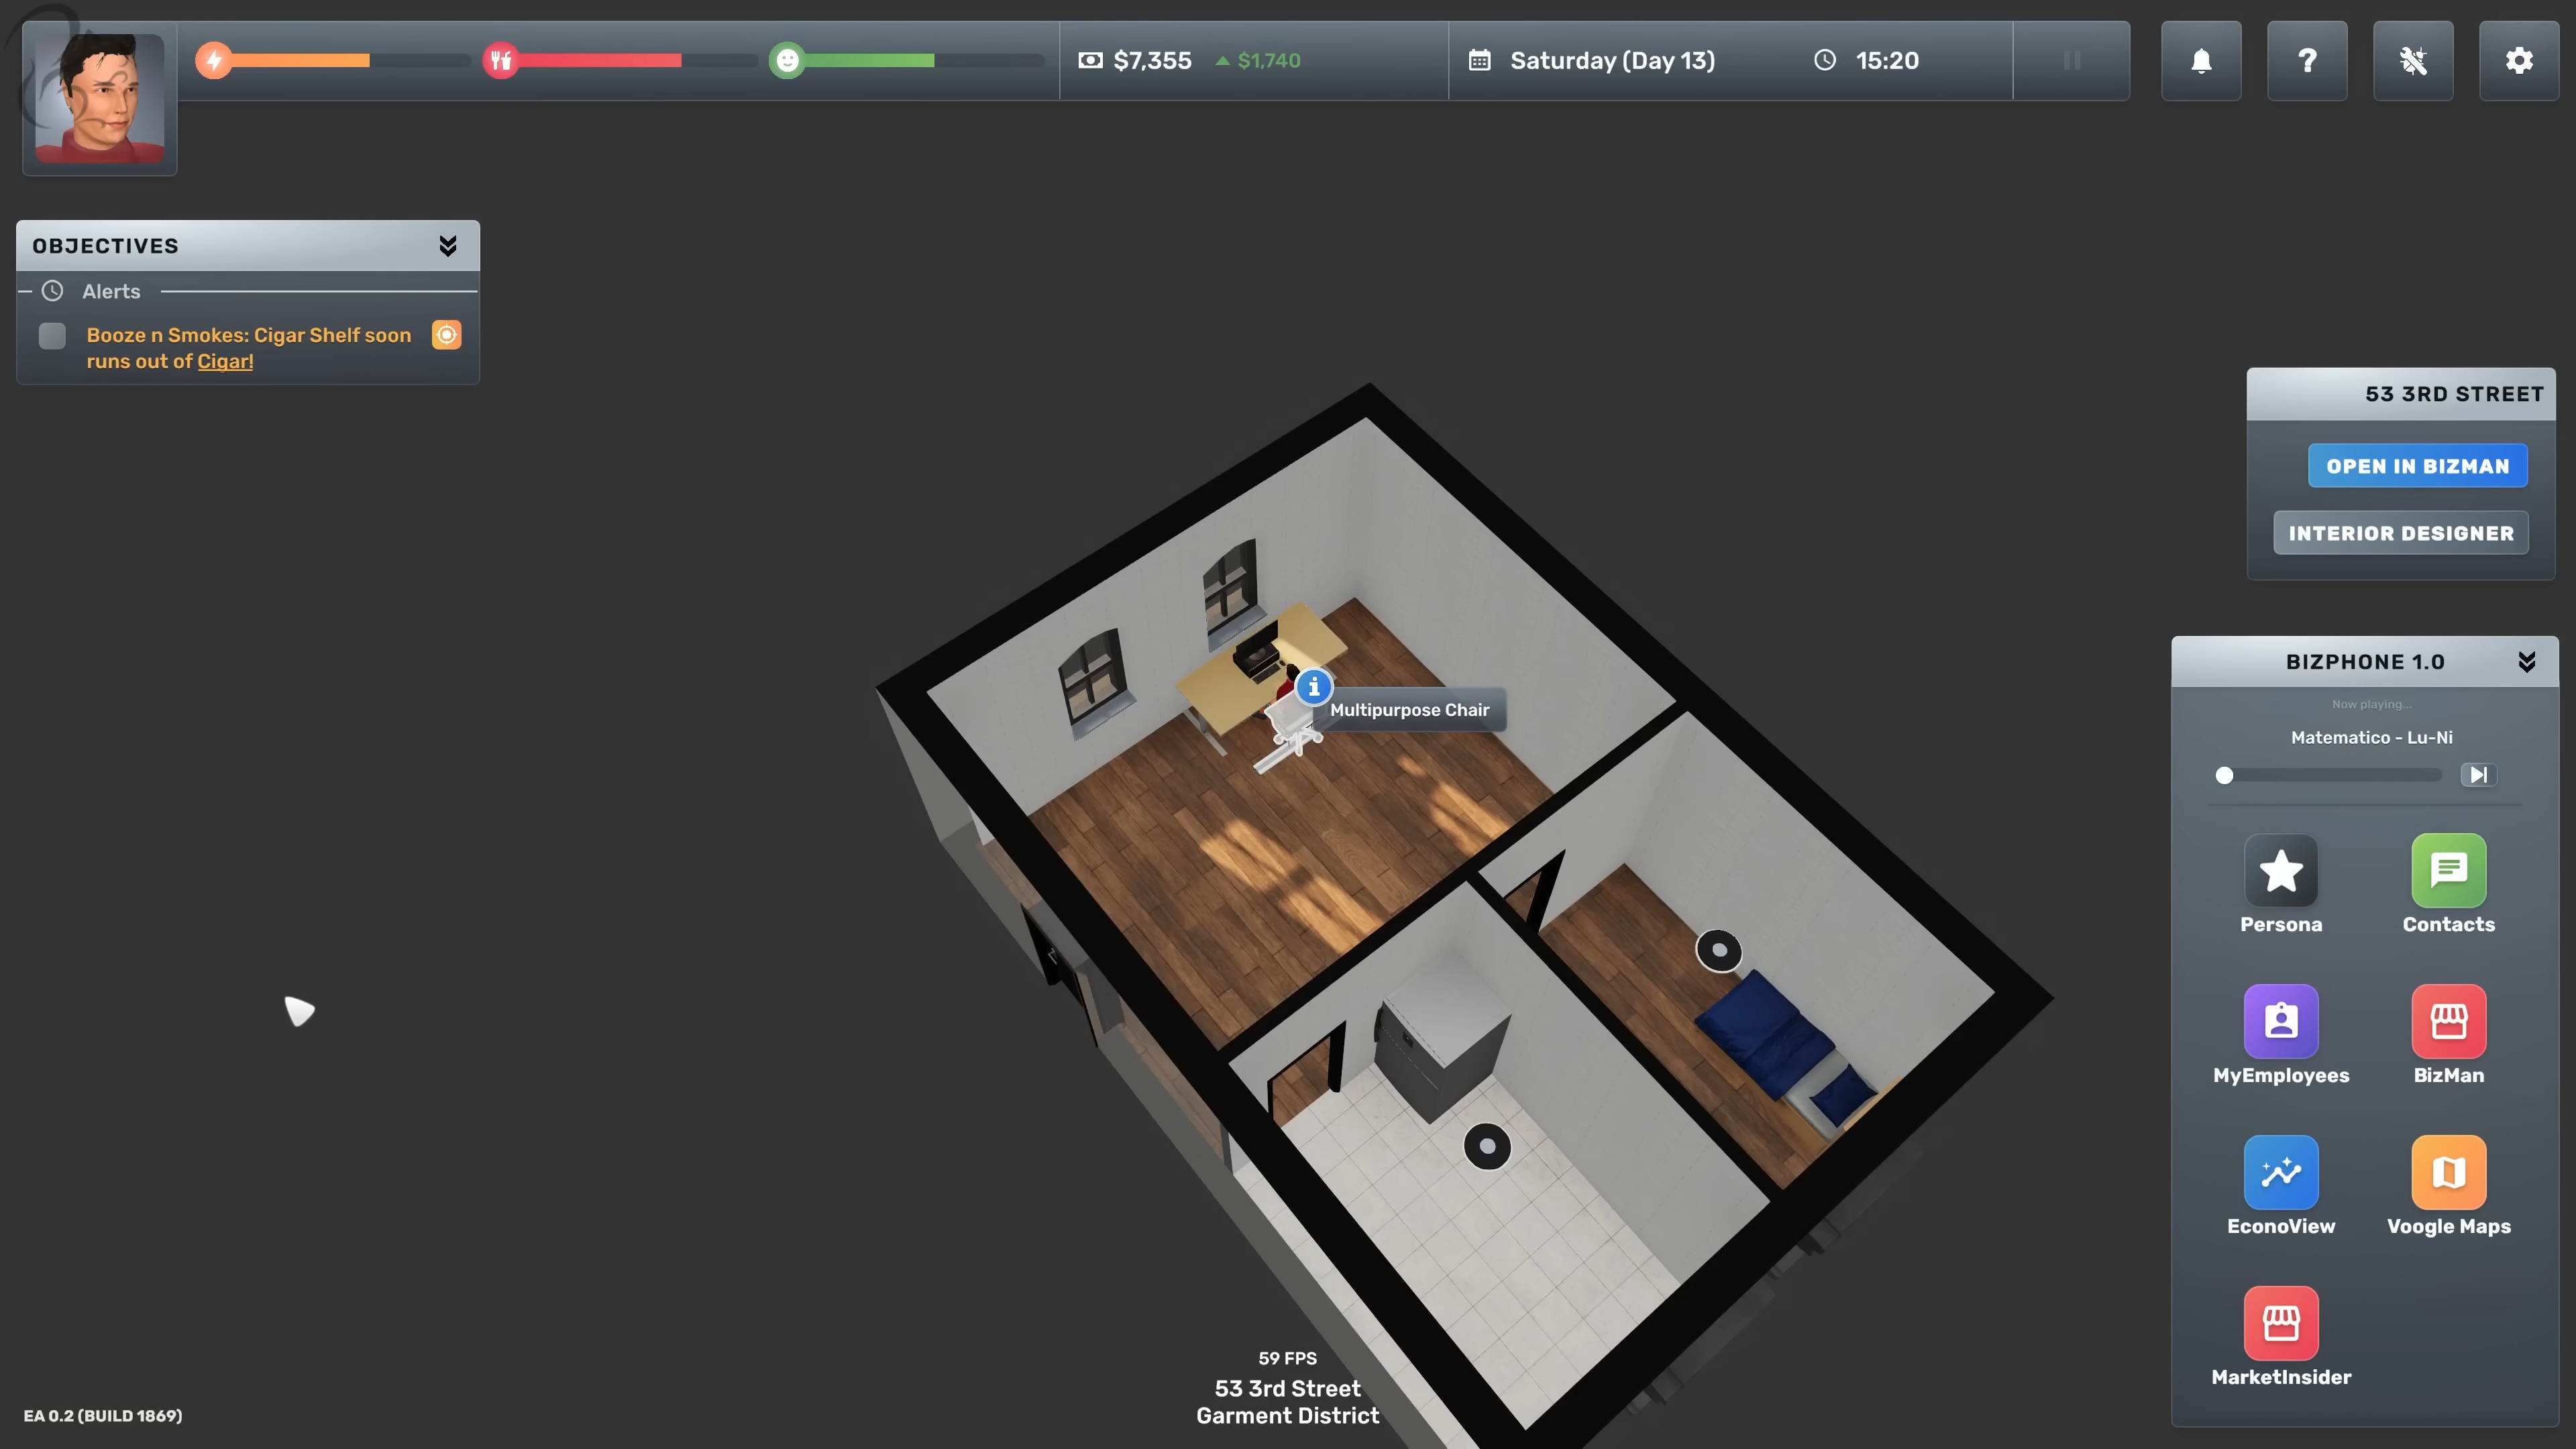 $7,355
$1,740
Saturday (Day 13)
15:20
?
OBJECTIVES
Alerts
Booze n Smokes: Cigar Shelf soon
runs out of Cigar!
53 3RD STREET
OPEN IN BIZMAN
INTERIOR DESIGNER
BIZPHONE 1.0
Now playing...
Matematico - Lu-Ni
Persona
Contacts
MyEmployees
BizMan
EconoView
Voogle Maps
MarketInsider
i
Multipurpose Chair
59 FPS
53 3rd Street
Garment District
EA 0.2 (BUILD 1869)